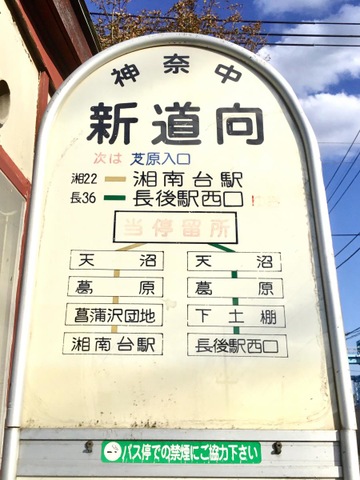 神奈中
新道向
次は 芝原入口
湘22 湘南台駅
長36 長後駅西口
当停留所
天沼 天沼
葛原 葛原
菖蒲沢団地 下土棚
湘南台駅 長後駅西口
バス停での禁煙にご協力下さい